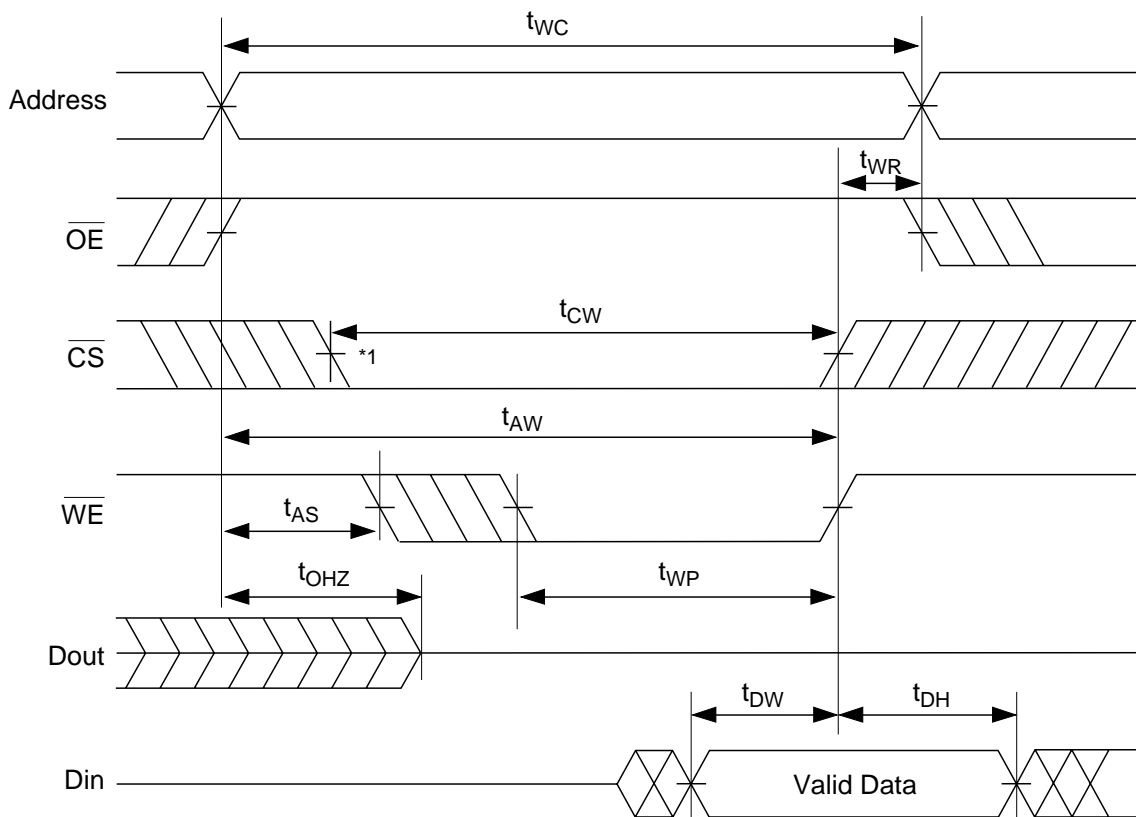 tWC
Address
tWR
OE
tCW
CS
*1
tAW
WE
tAS
tOHZ
tWP
Dout
tDW
tDH
Din
Valid Data